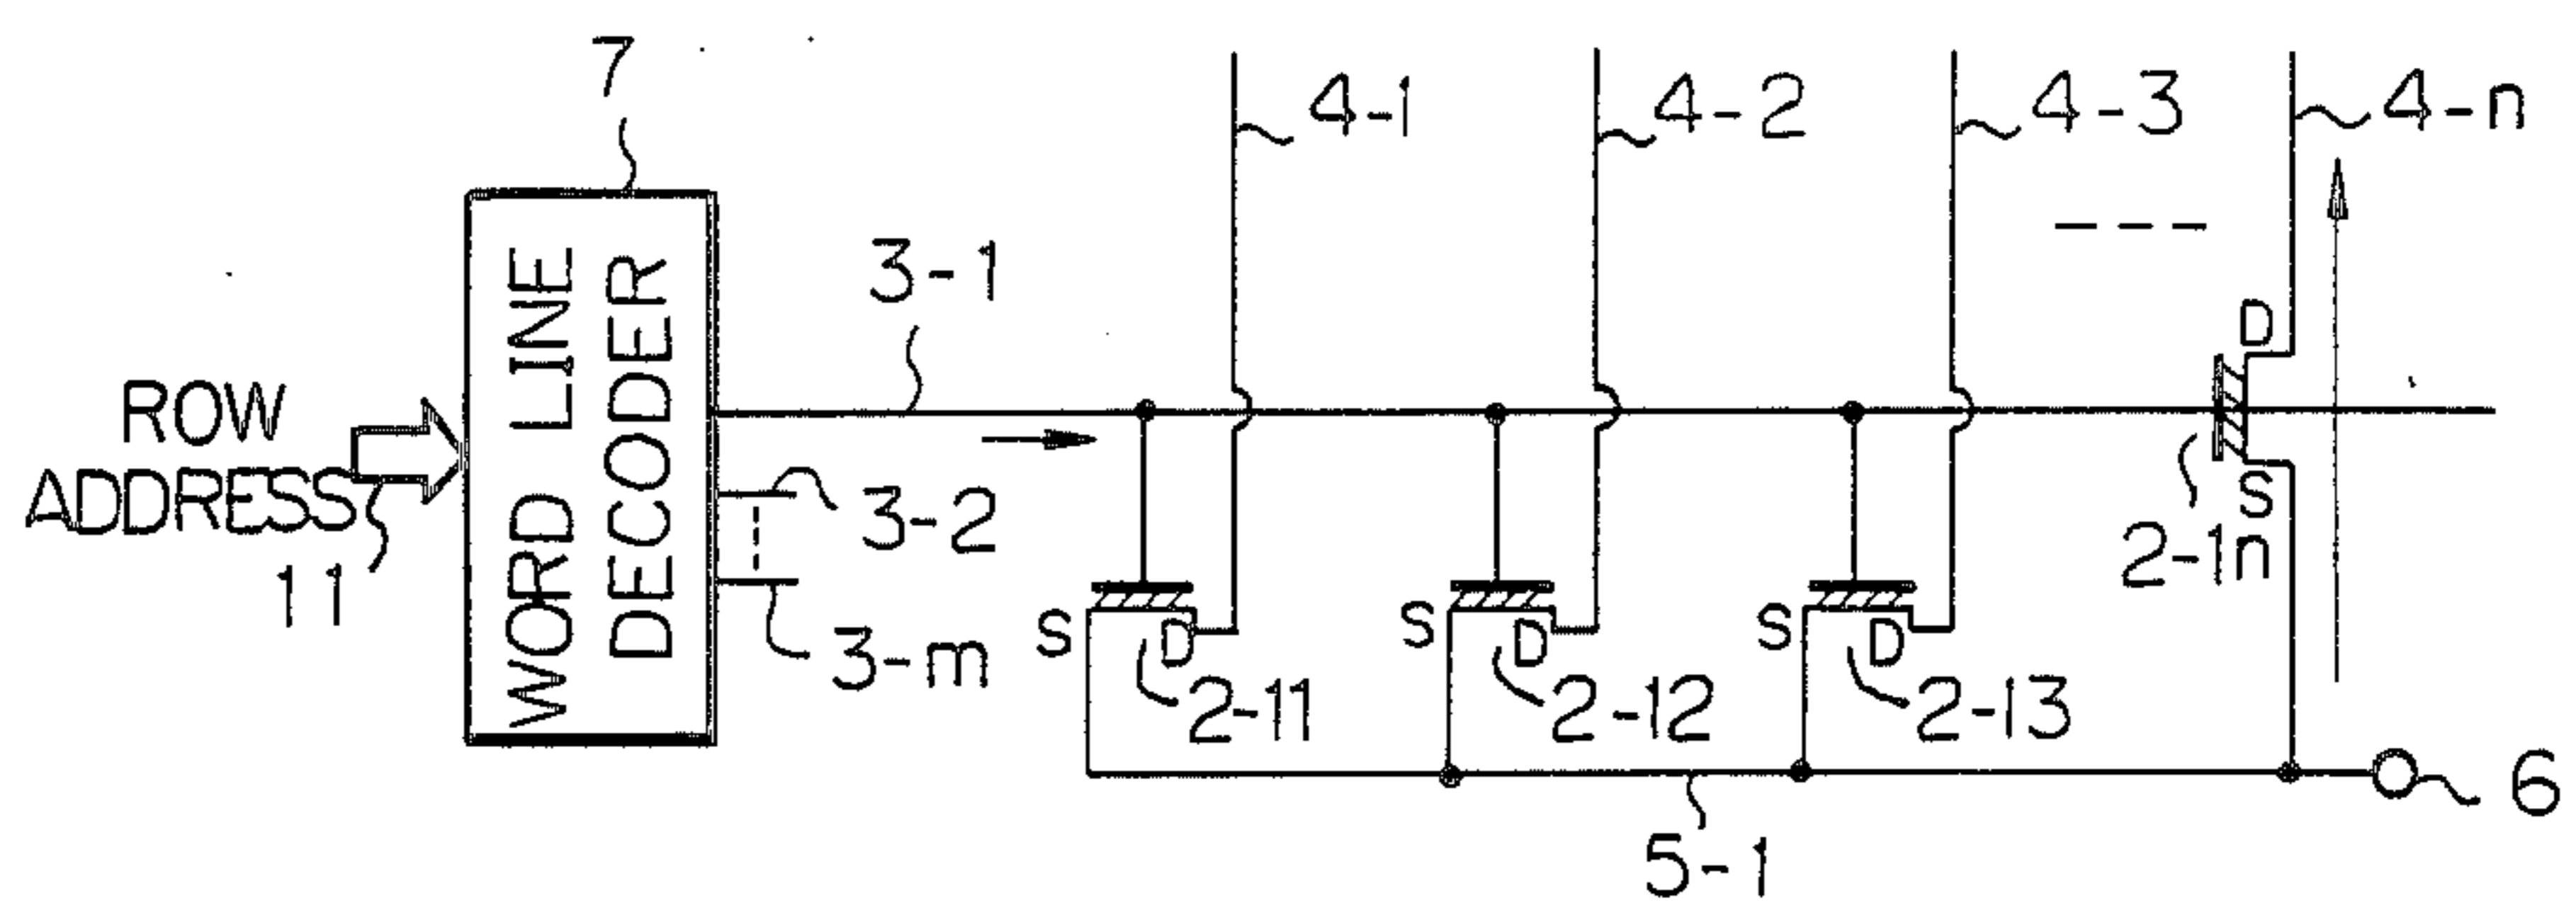 7
4-1
4-2
4-3
4-n
3-1
WORD LINE
DECODER
ROW
ADDRESS
11
3-2
3-m
S
D
2-11
S
D
2-12
S
D
2-13
D
S
2-1n
5-1
6